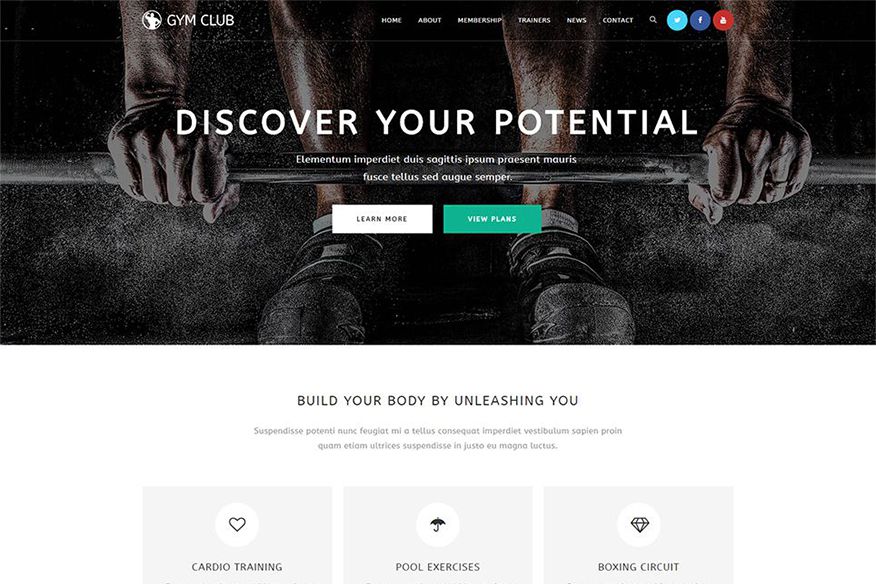 GYM CLUB
HOME ABOUT MEMBERSHIP TRAINERS NEWS CONTACT
DISCOVER YOUR POTENTIAL
Elementum imperdiet duis sagittis ipsum praesent mauris
fusce tellus sed augue semper.
LEARN MORE VIEW PLANS
BUILD YOUR BODY BY UNLEASHING YOU
Suspendisse potenti nunc feugiat mi a tellus consequat imperdiet vestibulum sapien proin
quam etiam ultrices suspendisse in justo eu magna luctus.
CARDIO TRAINING POOL EXERCISES BOXING CIRCUIT